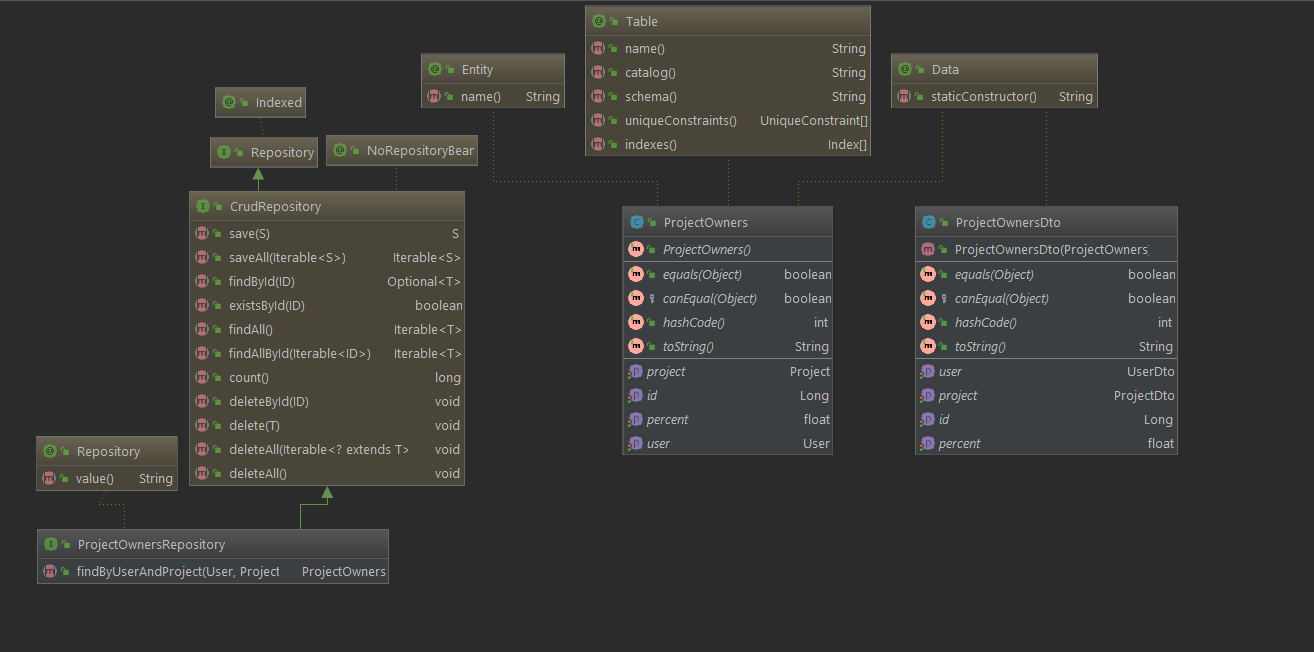 Table
name() String
catalog() String
schema() String
uniqueConstraints() UniqueConstraint[]
indexes() Index[]
Entity
name() String
Data
staticConstructor() String
Indexed
Repository
NoRepositoryBear
CrudRepository
save(S) S
saveAll(Iterable<S>) Iterable<S>
findById(ID) Optional<T>
existsById(ID) boolean
findAll() Iterable<T>
findAllById(Iterable<ID>) Iterable<T>
count() long
deleteById(ID) void
delete(T) void
deleteAll(Iterable<? extends T> void
deleteAll() void
ProjectOwners
ProjectOwners()
equals(Object) boolean
canEqual(Object) boolean
hashCode() int
toString() String
project Project
id Long
percent float
user User
ProjectOwnersDto
ProjectOwnersDto(ProjectOwners)
equals(Object) boolean
canEqual(Object) boolean
hashCode() int
toString() String
user UserDto
project ProjectDto
id Long
percent float
Repository
value() String
ProjectOwnersRepository
findByUserAndProject(User, Project ProjectOwners